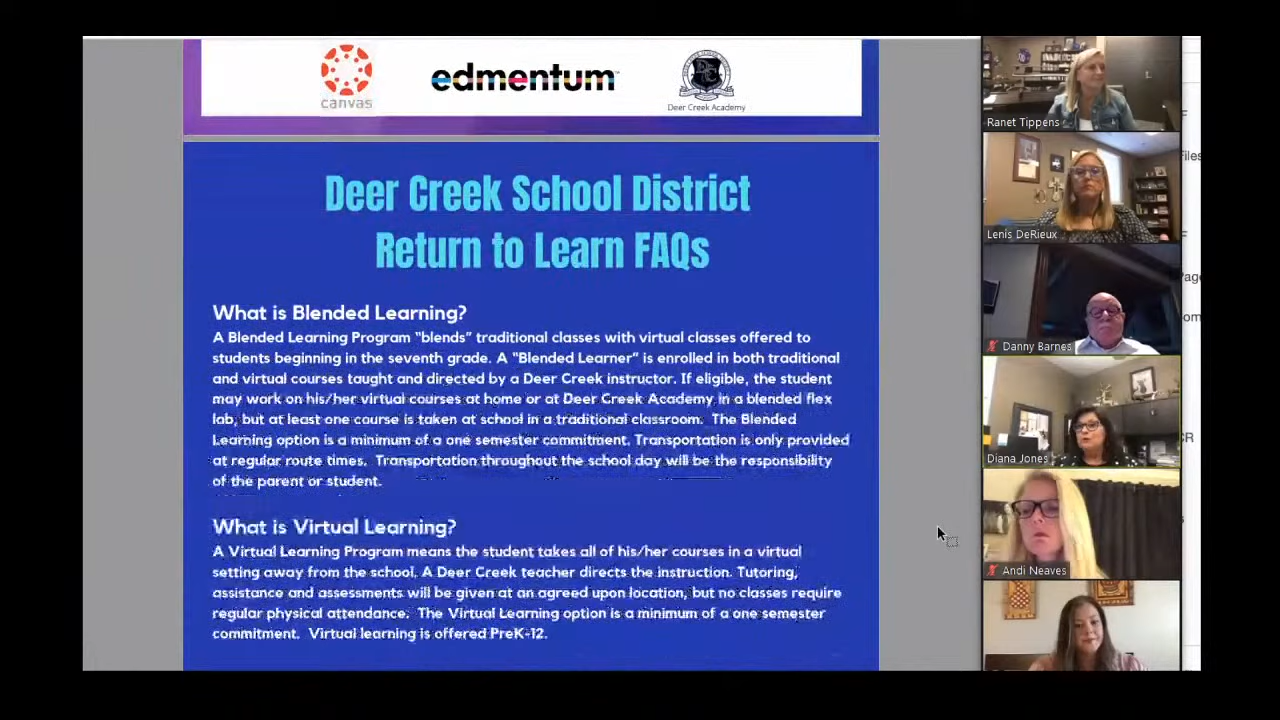 canvas
edmentum
Deer Creek Academy
Deer Creek School District
Return to Learn FAQs
What is Blended Learning?
A Blended Learning Program "blends" traditional classes with virtual classes offered to
students beginning in the seventh grade. A "Blended Learner" is enrolled in both traditional
and virtual courses taught and directed by a Deer Creek instructor. If eligible, the student
may work on his/her virtual courses at home or at Deer Creek Academy in a blended flex
lab, but at least one course is taken at school in a traditional classroom. The Blended
Learning option is a minimum of a one semester commitment. Transportation is only provided
at regular route times. Transportation throughout the school day will be the responsibility
of the parent or student.
What is Virtual Learning?
A Virtual Learning Program means the student takes all of his/her courses in a virtual
setting away from the school. A Deer Creek teacher directs the instruction. Tutoring,
assistance and assessments will be given at an agreed upon location, but no classes require
regular physical attendance. The Virtual Learning option is a minimum of a one semester
commitment. Virtual learning is offered PreK-12.
Ranet Tippens
Lenis DeRieux
Danny Barnes
Diana Jones
Andi Neaves
Files